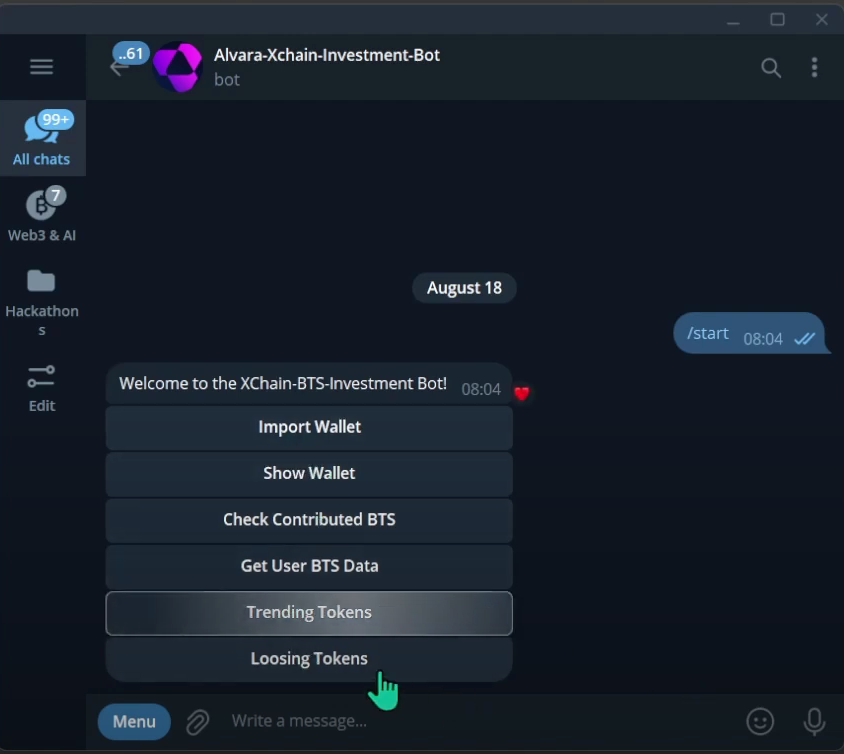 ..61
Alvara-Xchain-Investment-Bot
bot
99+
All chats
7
Web3 & AI
Hackathon
s
Edit
August 18
/start 08:04
Welcome to the XChain-BTS-Investment Bot! 08:04
Import Wallet
Show Wallet
Check Contributed BTS
Get User BTS Data
Trending Tokens
Loosing Tokens
Menu
Write a message...